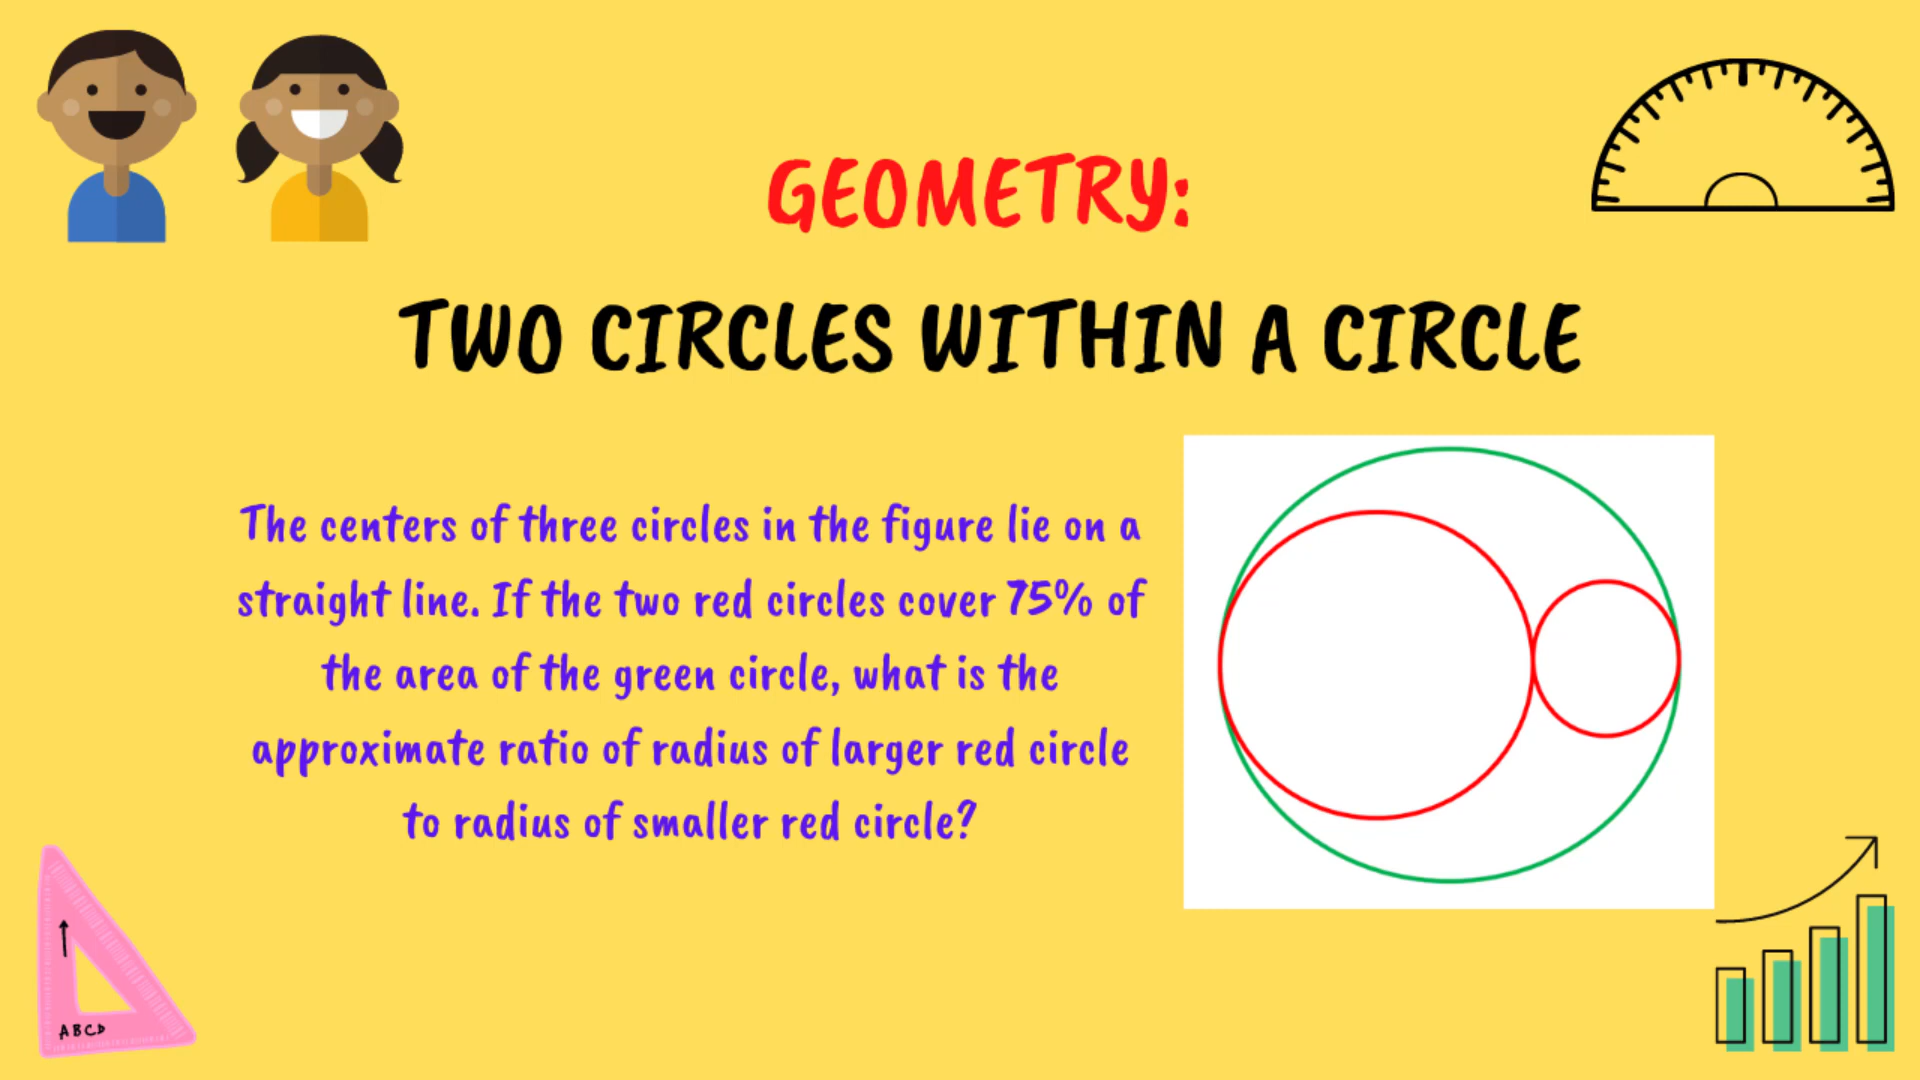 GEOMETRY:
TWO CIRCLES WITHIN A CIRCLE
The centers of three circles in the figure lie on a
straight line. If the two red circles cover 75% of
the area of the green circle, what is the
approximate ratio of radius of larger red circle
to radius of smaller red circle?
ABCD